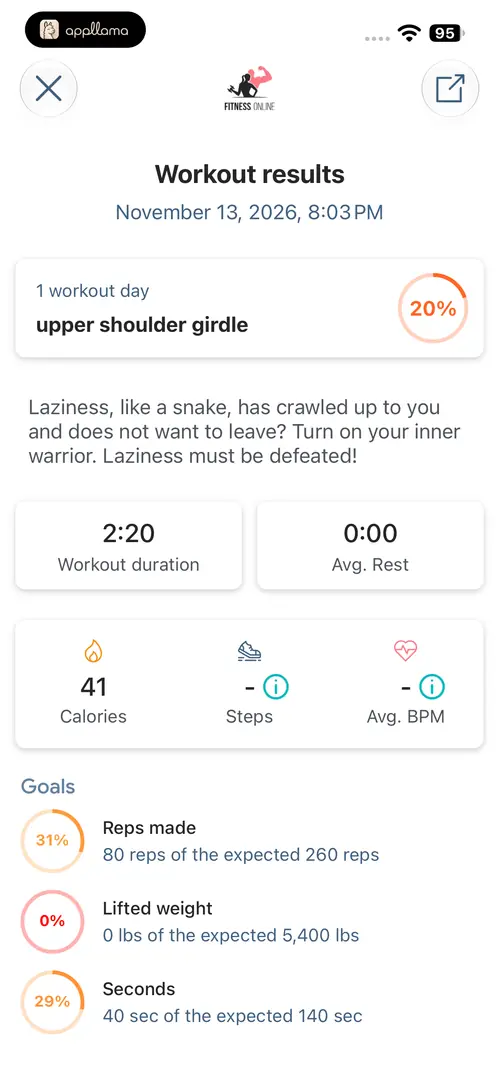 appllama
95
FITNESS ONLINE
Workout results
November 13, 2026, 8:03 PM
1 workout day
upper shoulder girdle
20%
Laziness, like a snake, has crawled up to you
and does not want to leave? Turn on your inner
warrior. Laziness must be defeated!
2:20
Workout duration
0:00
Avg. Rest
41
Calories
-
Steps
-
Avg. BPM
Goals
31%
Reps made
80 reps of the expected 260 reps
0%
Lifted weight
0 lbs of the expected 5,400 lbs
29%
Seconds
40 sec of the expected 140 sec